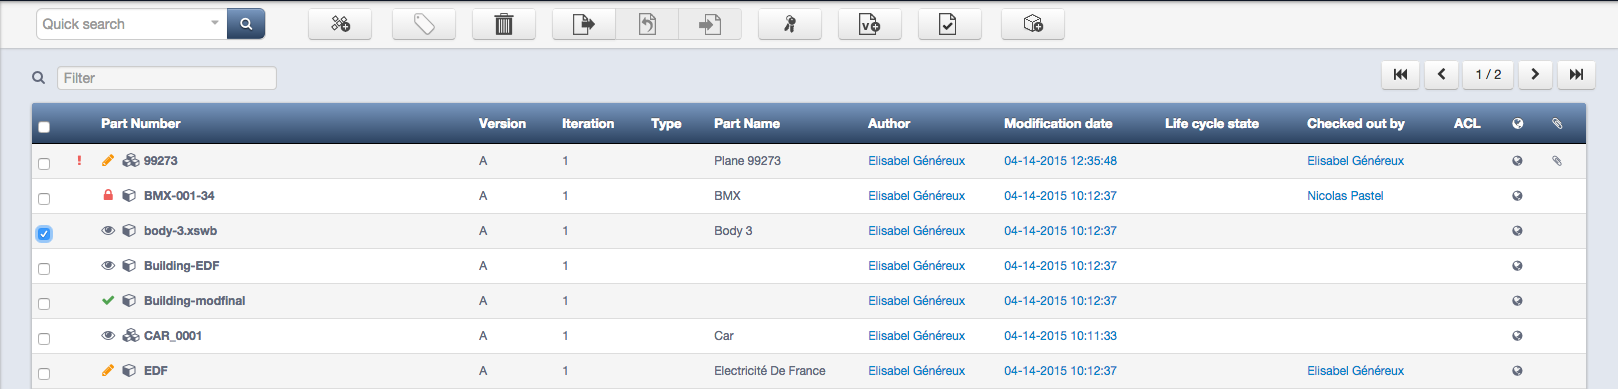 Quick search
Filter
1 / 2
Part Number Version Iteration Type Part Name Author Modification date Life cycle state Checked out by ACL
! 99273 A 1 Plane 99273 Elisabel Généreux 04-14-2015 12:35:48 Elisabel Généreux
BMX-001-34 A 1 BMX Elisabel Généreux 04-14-2015 10:12:37 Nicolas Pastel
body-3.xswb A 1 Body 3 Elisabel Généreux 04-14-2015 10:12:37
Building-EDF A 1 Elisabel Généreux 04-14-2015 10:12:37
Building-modfinal A 1 Elisabel Généreux 04-14-2015 10:12:37
CAR_0001 A 1 Car Elisabel Généreux 04-14-2015 10:11:33
EDF A 1 Electricité De France Elisabel Généreux 04-14-2015 10:12:37 Elisabel Généreux